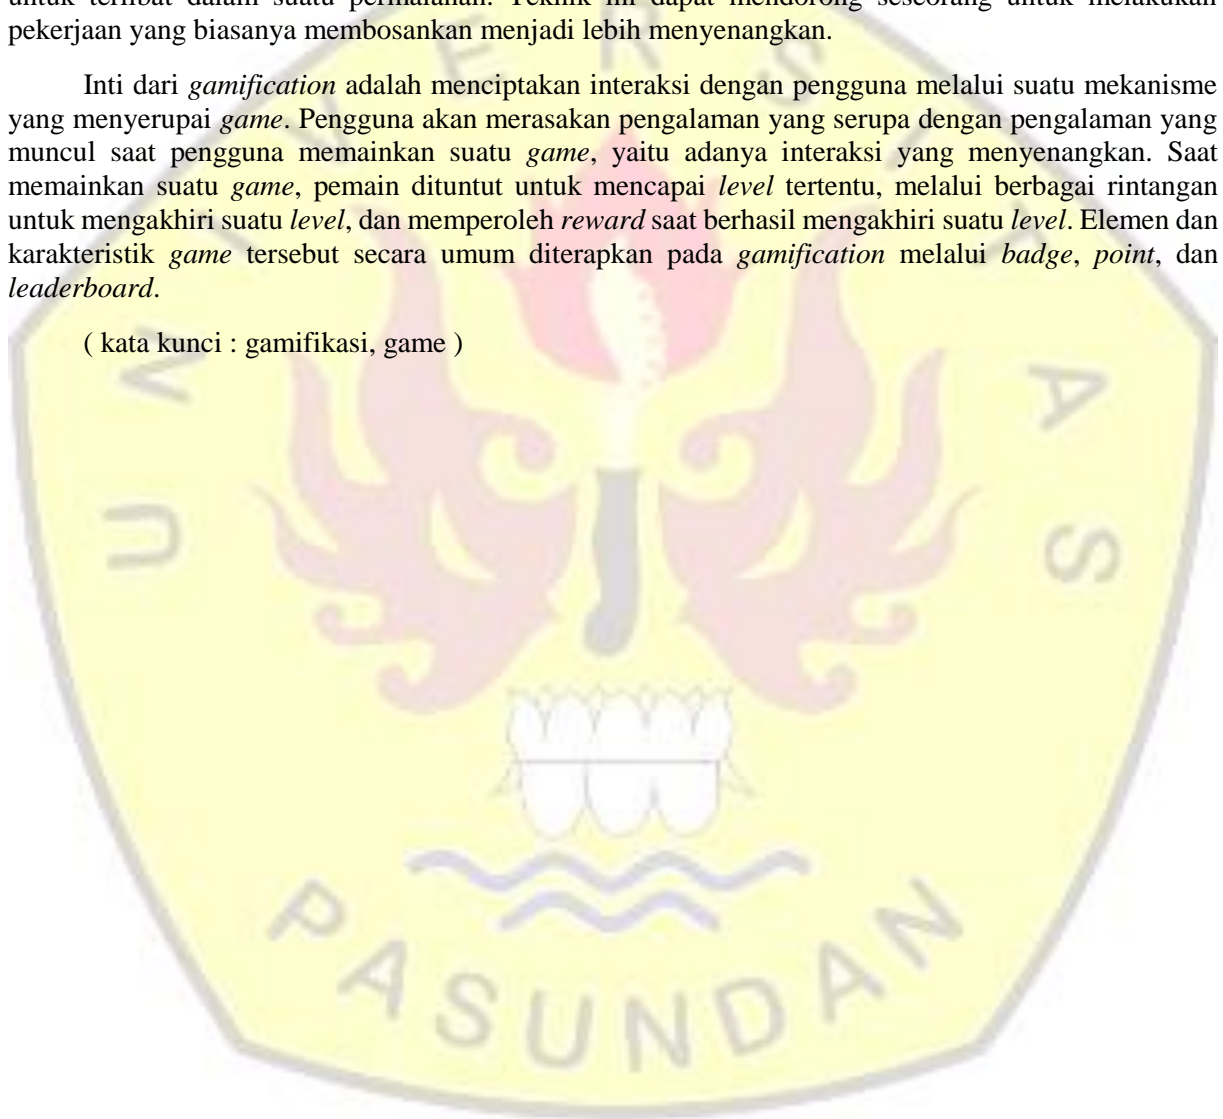 untuk terlibat dalam suatu permainan. Teknik ini dapat mendorong seseorang untuk melakukan
pekerjaan yang biasanya membosankan menjadi lebih menyenangkan.
Inti dari gamification adalah menciptakan interaksi dengan pengguna melalui suatu mekanisme
yang menyerupai game. Pengguna akan merasakan pengalaman yang serupa dengan pengalaman yang
muncul saat pengguna memainkan suatu game, yaitu adanya interaksi yang menyenangkan. Saat
memainkan suatu game, pemain dituntut untuk mencapai level tertentu, melalui berbagai rintangan
untuk mengakhiri suatu level, dan memperoleh reward saat berhasil mengakhiri suatu level. Elemen dan
karakteristik game tersebut secara umum diterapkan pada gamification melalui badge, point, dan
leaderboard.
( kata kunci : gamifikasi, game )
UNIVERSITAS
PASUNDAN